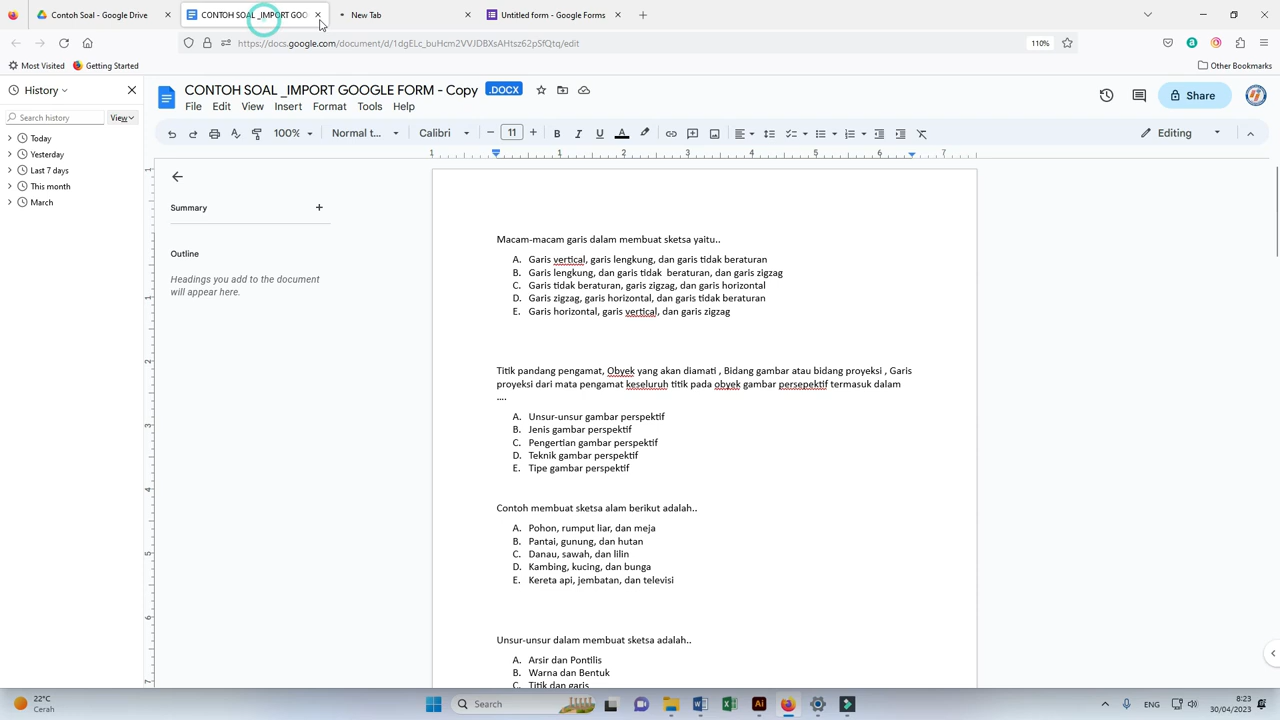 Contoh Soal - Google Drive
CONTOH SOAL _IMPORT GOO
New Tab
Untitled form - Google Forms
https://docs.google.com/document/d/1dgELc_buHcm2VVJDBXsAHtsz62pSfQtq/edit
110%
Most Visited
Getting Started
Other Bookmarks
History
CONTOH SOAL _IMPORT GOOGLE FORM - Copy
.DOCX
Share
File Edit View Insert Format Tools Help
Search history
View
100%
Normal t...
Calibri
11
Editing
Today
Yesterday
Last 7 days
This month
March
1 1 2 3 4 5 6 7
Summary
Outline
Headings you add to the document
will appear here.
Macam-macam garis dalam membuat sketsa yaitu..
A. Garis vertical, garis lengkung, dan garis tidak beraturan
B. Garis lengkung, dan garis tidak  beraturan, dan garis zigzag
C. Garis tidak beraturan, garis zigzag, dan garis horizontal
D. Garis zigzag, garis horizontal, dan garis tidak beraturan
E. Garis horizontal, garis vertical, dan garis zigzag
Titik pandang pengamat, Obyek yang akan diamati , Bidang gambar atau bidang proyeksi , Garis
proyeksi dari mata pengamat keseluruh titik pada obyek gambar persepektif termasuk dalam
....
A. Unsur-unsur gambar perspektif
B. Jenis gambar perspektif
C. Pengertian gambar perspektif
D. Teknik gambar perspektif
E. Tipe gambar perspektif
Contoh membuat sketsa alam berikut adalah..
A. Pohon, rumput liar, dan meja
B. Pantai, gunung, dan hutan
C. Danau, sawah, dan lilin
D. Kambing, kucing, dan bunga
E. Kereta api, jembatan, dan televisi
Unsur-unsur dalam membuat sketsa adalah..
A. Arsir dan Pontilis
B. Warna dan Bentuk
C. Titik dan garis
22°C
Cerah
Search
ENG
8:23
30/04/2023